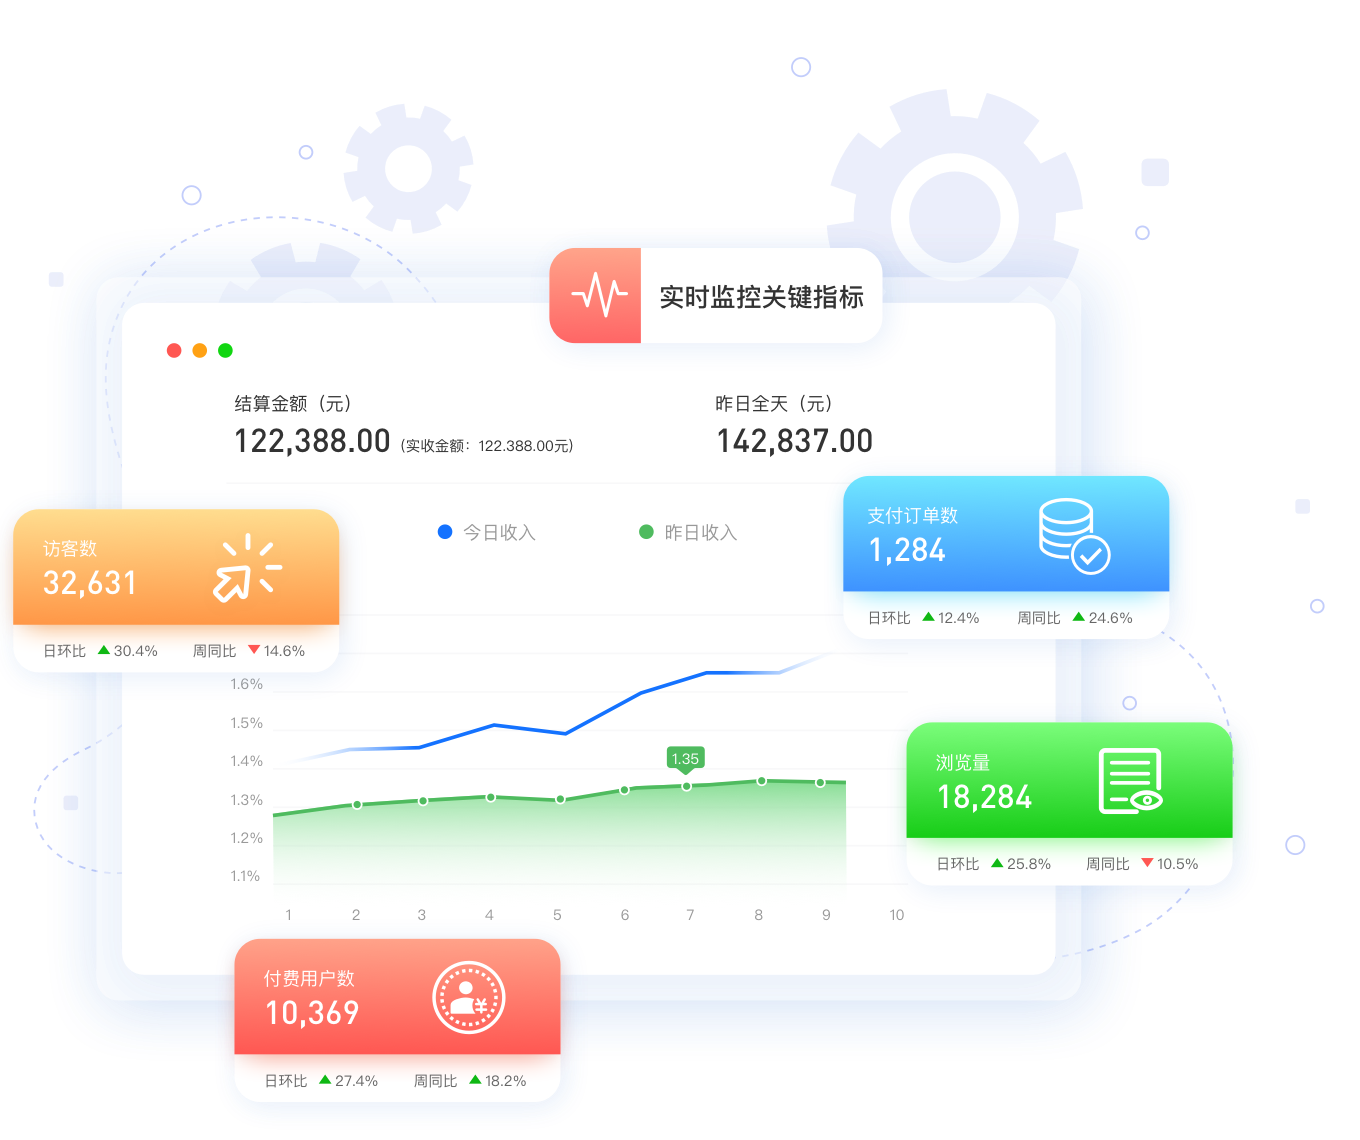 实时监控关键指标
结算金额（元）
122,388.00（实收金额：122.388.00元）
昨日全天（元）
142,837.00
今日收入
昨日收入
访客数
32,631
日环比 30.4% 周同比 14.6%
支付订单数
1,284
日环比 12.4% 周同比 24.6%
1.6%
1.5%
1.4%
1.3%
1.2%
1.1%
1.35
1 2 3 4 5 6 7 8 9 10
浏览量
18,284
日环比 25.8% 周同比 10.5%
付费用户数
10,369
¥
日环比 27.4% 周同比 18.2%